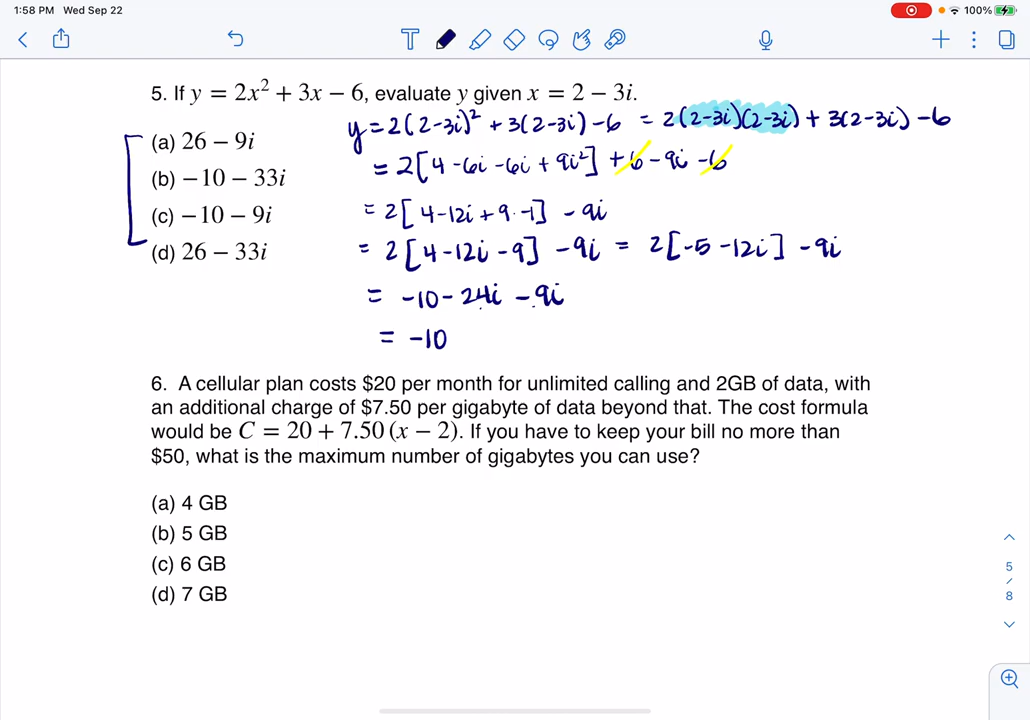 1:58 PM Wed Sep 22 100%
5. If y = 2x² + 3x − 6, evaluate y given x = 2 − 3i.
y = 2(2-3i)² + 3(2-3i) - 6 = 2(2-3i)(2-3i) + 3(2-3i) - 6
(a) 26 − 9i
= 2[4 - 6i - 6i + 9i²] + 6 - 9i - 6
(b) −10 − 33i
(c) −10 − 9i
= 2[4 - 12i + 9 · -1] - 9i
(d) 26 − 33i
= 2[4 - 12i - 9] - 9i = 2[-5 - 12i] - 9i
= -10 - 24i - 9i
= -10
6. A cellular plan costs $20 per month for unlimited calling and 2GB of data, with
an additional charge of $7.50 per gigabyte of data beyond that. The cost formula
would be C = 20 + 7.50 (x − 2). If you have to keep your bill no more than
$50, what is the maximum number of gigabytes you can use?
(a) 4 GB
(b) 5 GB
(c) 6 GB
(d) 7 GB
5
/
8